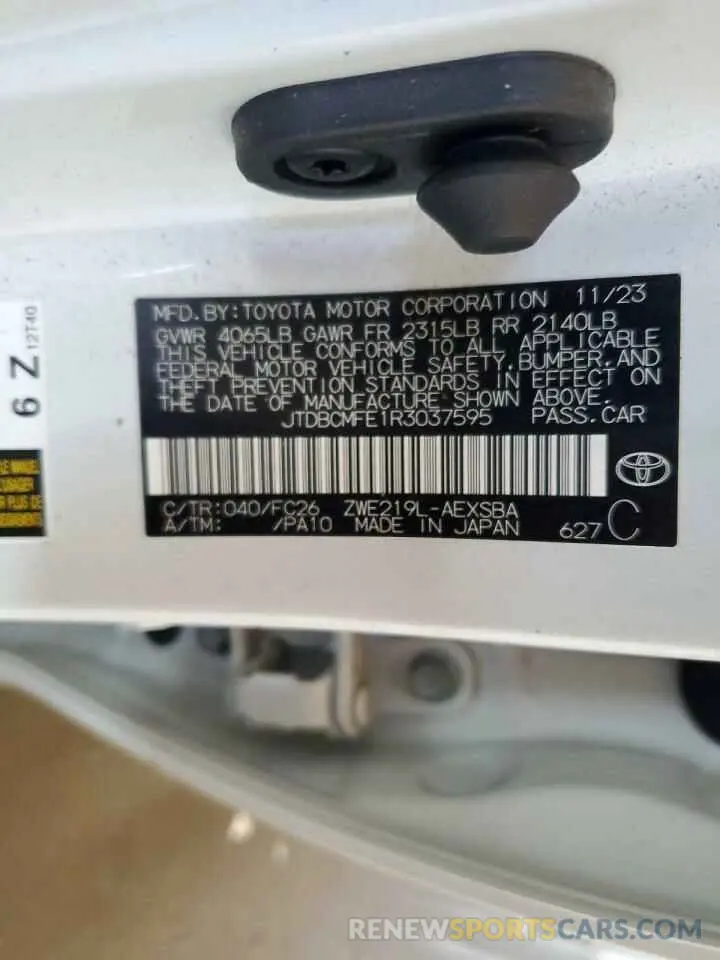 MFD. BY: TOYOTA MOTOR CORPORATION 11/23
GVWR 4065LB GAWR FR 2315LB RR 2140LB
THIS VEHICLE CONFORMS TO ALL APPLICABLE
FEDERAL MOTOR VEHICLE SAFETY, BUMPER, AND
THEFT PREVENTION STANDARDS IN EFFECT ON
THE DATE OF MANUFACTURE SHOWN ABOVE.
JTDBCMFE1R3037595 PASS. CAR
C/TR: 040/FC26 ZWE219L-AEXSBA
A/TM: /PA10 MADE IN JAPAN 627 C
6 Z 12T40
RENEWSPORTSCARS.COM